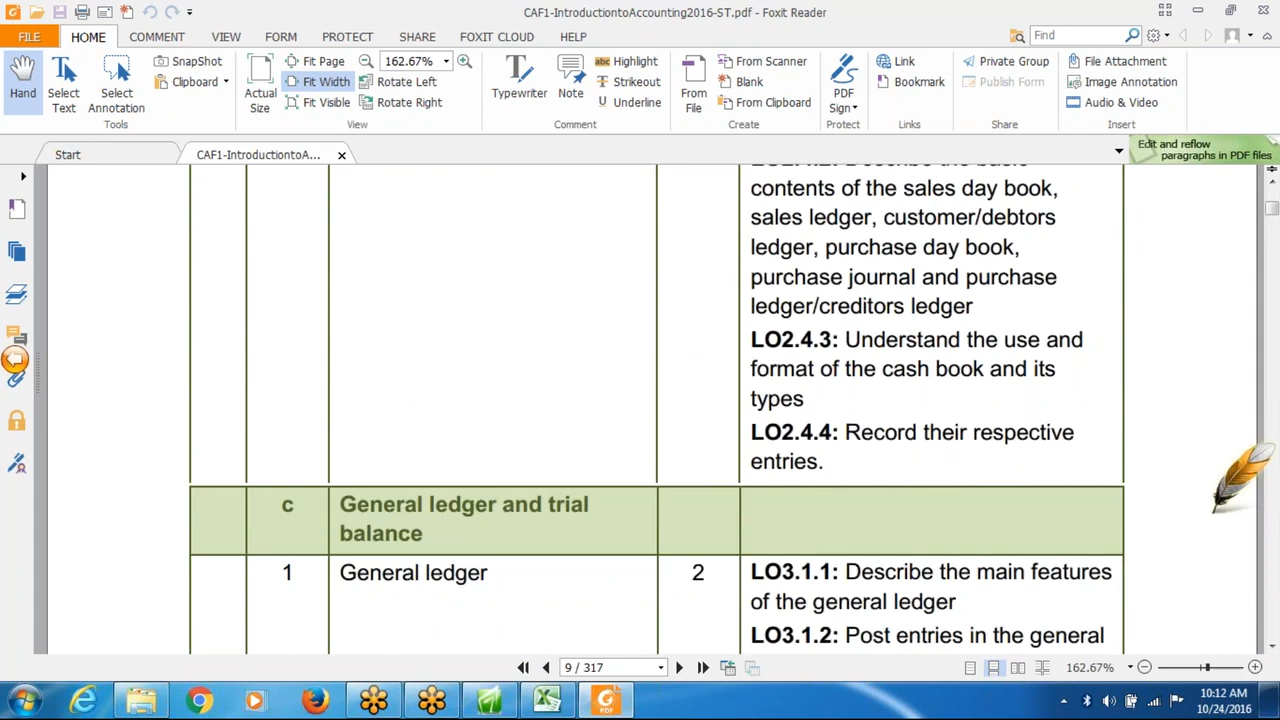 CAF1-IntroductiontoAccounting2016-ST.pdf - Foxit Reader
FILE HOME COMMENT VIEW FORM PROTECT SHARE FOXIT CLOUD HELP
Find
Hand
Select Text
Select Annotation
SnapShot
Clipboard
Tools
Actual Size
Fit Page
Fit Width
Fit Visible
162.67%
Rotate Left
Rotate Right
View
Typewriter
Note
Highlight
Strikeout
Underline
Comment
From File
From Scanner
Blank
From Clipboard
Create
PDF Sign
Protect
Link
Bookmark
Links
Private Group
Publish Form
Share
File Attachment
Image Annotation
Audio & Video
Insert
Start
CAF1-IntroductiontoA...
Edit and reflow
paragraphs in PDF files
contents of the sales day book,
sales ledger, customer/debtors
ledger, purchase day book,
purchase journal and purchase
ledger/creditors ledger
LO2.4.3: Understand the use and
format of the cash book and its
types
LO2.4.4: Record their respective
entries.
c General ledger and trial
balance
1 General ledger 2 LO3.1.1: Describe the main features
of the general ledger
LO3.1.2: Post entries in the general
9 / 317
162.67%
PDF
10:12 AM
10/24/2016